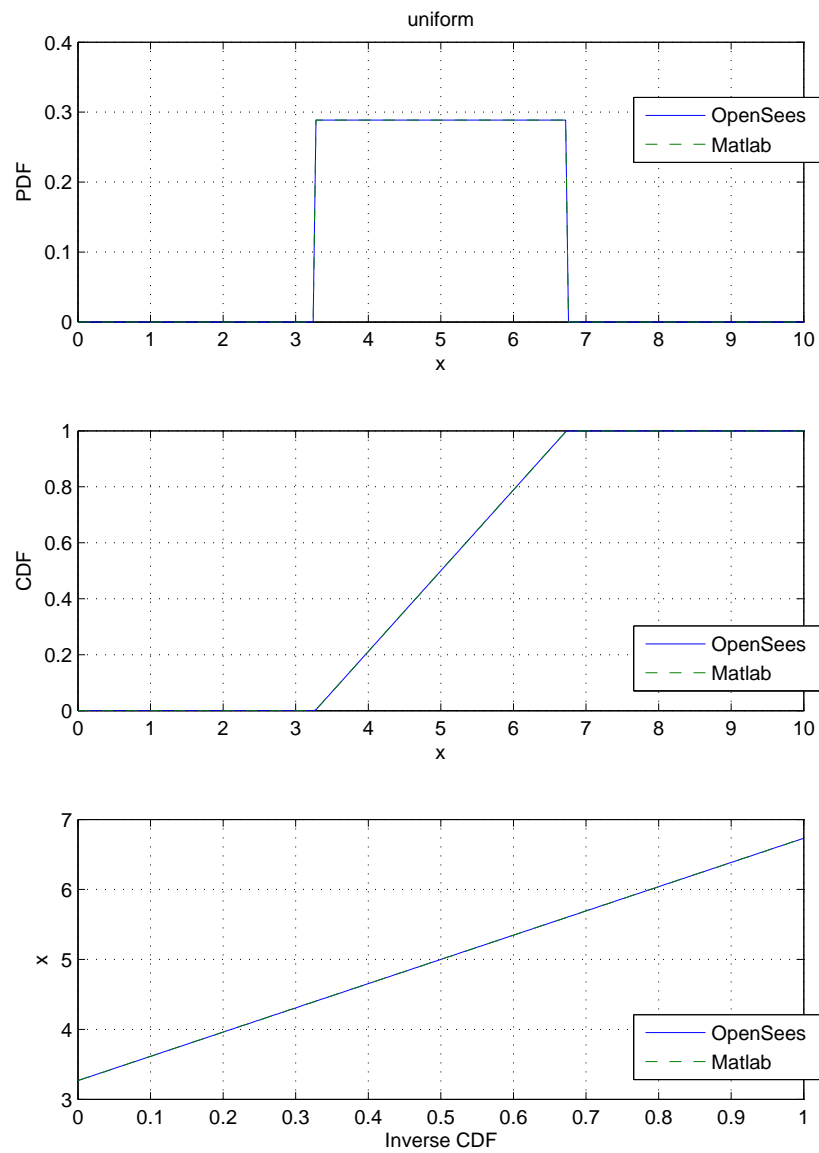 uniform
0.4
0.3
0.2
0.1
0
PDF
OpenSees
Matlab
0 1 2 3 4 5 6 7 8 9 10
x
1
0.8
0.6
0.4
0.2
0
CDF
OpenSees
Matlab
0 1 2 3 4 5 6 7 8 9 10
x
7
6
5
4
3
x
OpenSees
Matlab
0 0.1 0.2 0.3 0.4 0.5 0.6 0.7 0.8 0.9 1
Inverse CDF